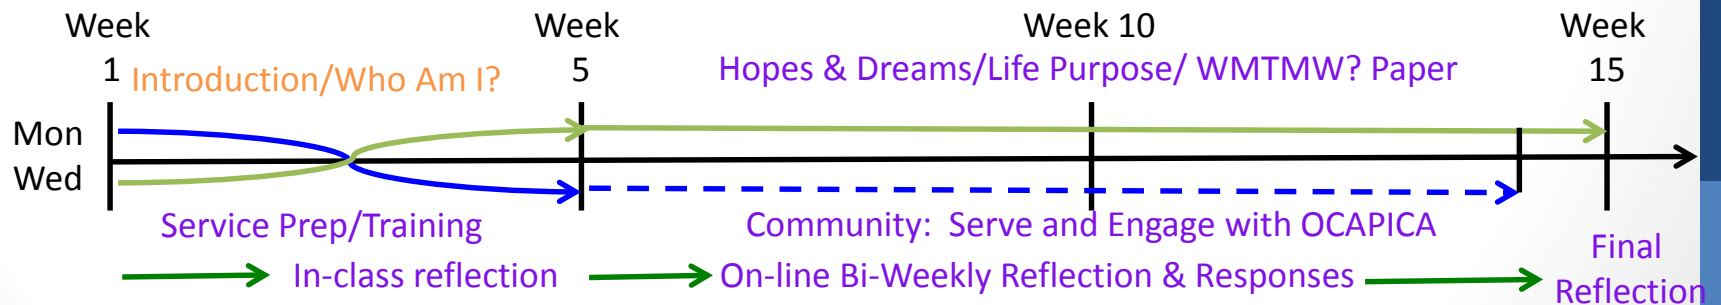 Week
1
Week
5
Week 10
Week
15
Introduction/Who Am I?
Hopes & Dreams/Life Purpose/ WMTMW? Paper
Mon
Wed
Service Prep/Training
Community:  Serve and Engage with OCAPICA
In-class reflection
On-line Bi-Weekly Reflection & Responses
Final
Reflection